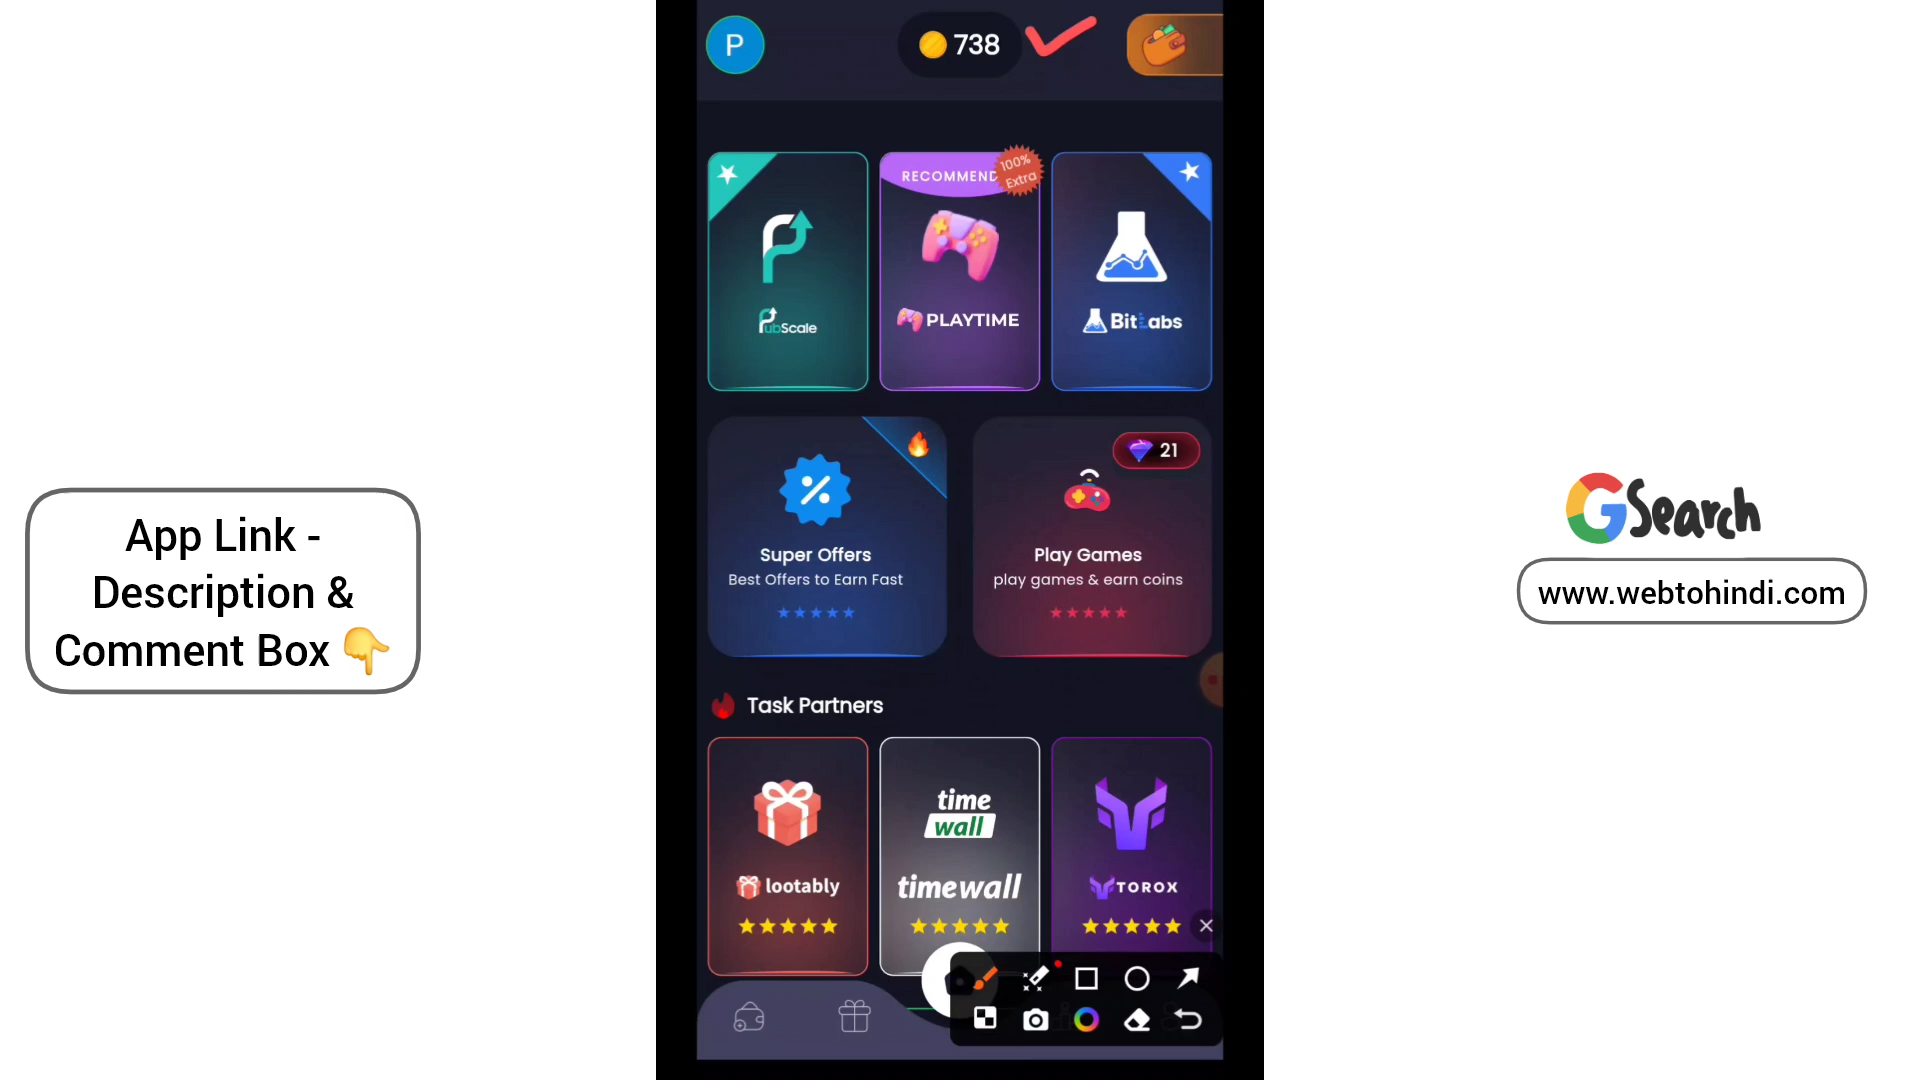 P
738
RECOMMEND
100%
Extra
PubScale
PLAYTIME
BitLabs
21
Super Offers
Best Offers to Earn Fast
Play Games
play games & earn coins
Task Partners
lootably
time
wall
timewall
TOROX
App Link -
Description &
Comment Box 👇
GSearch
www.webtohindi.com